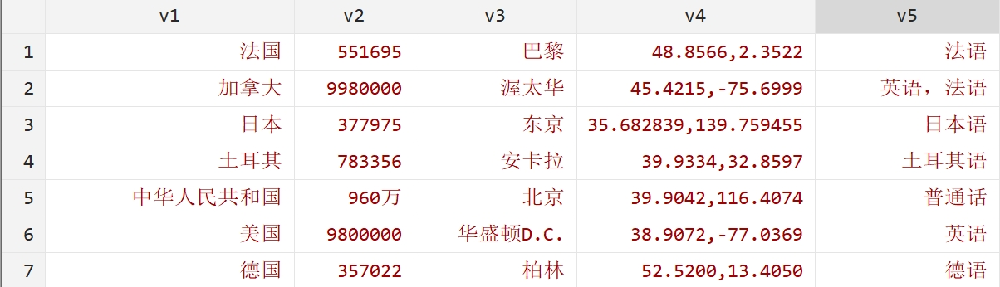 v1 v2 v3 v4 v5
1 法国 551695 巴黎 48.8566,2.3522 法语
2 加拿大 9980000 渥太华 45.4215,-75.6999 英语，法语
3 日本 377975 东京 35.682839,139.759455 日本语
4 土耳其 783356 安卡拉 39.9334,32.8597 土耳其语
5 中华人民共和国 960万 北京 39.9042,116.4074 普通话
6 美国 9800000 华盛顿D.C. 38.9072,-77.0369 英语
7 德国 357022 柏林 52.5200,13.4050 德语